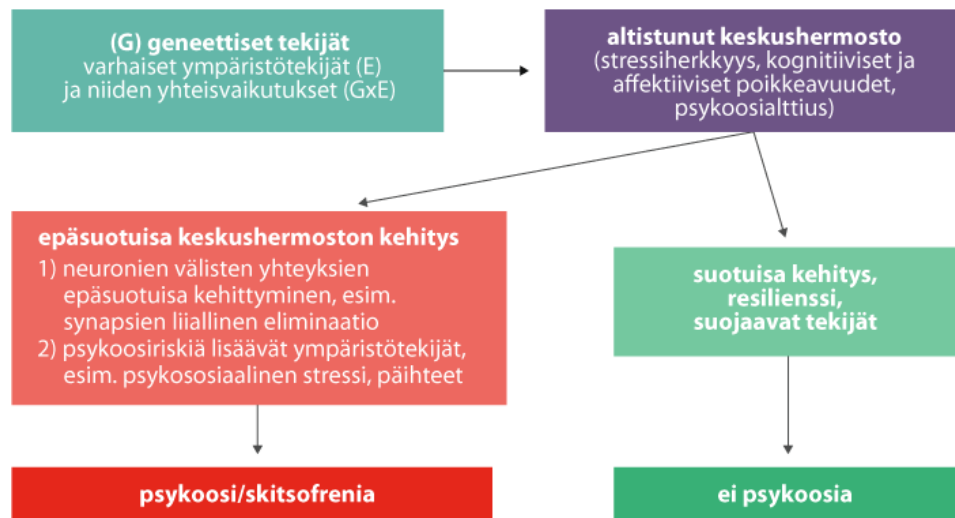 (G) geneettiset tekijät
varhaiset ympäristötekijät (E)
ja niiden yhteisvaikutukset (GxE)
altistunut keskushermosto
(stressiherkkyys, kognitiiviset ja
affektiiviset poikkeavuudet,
psykoosialttius)
epäsuotuisa keskushermoston kehitys
1) neuronien välisten yhteyksien
epäsuotuisa kehittyminen, esim.
synapsien liiallinen eliminaatio
2) psykoosiriskiä lisäävät ympäristötekijät,
esim. psykososiaalinen stressi, päihteet
suotuisa kehitys,
resilienssi,
suojaavat tekijät
psykoosi/skitsofrenia
ei psykoosia